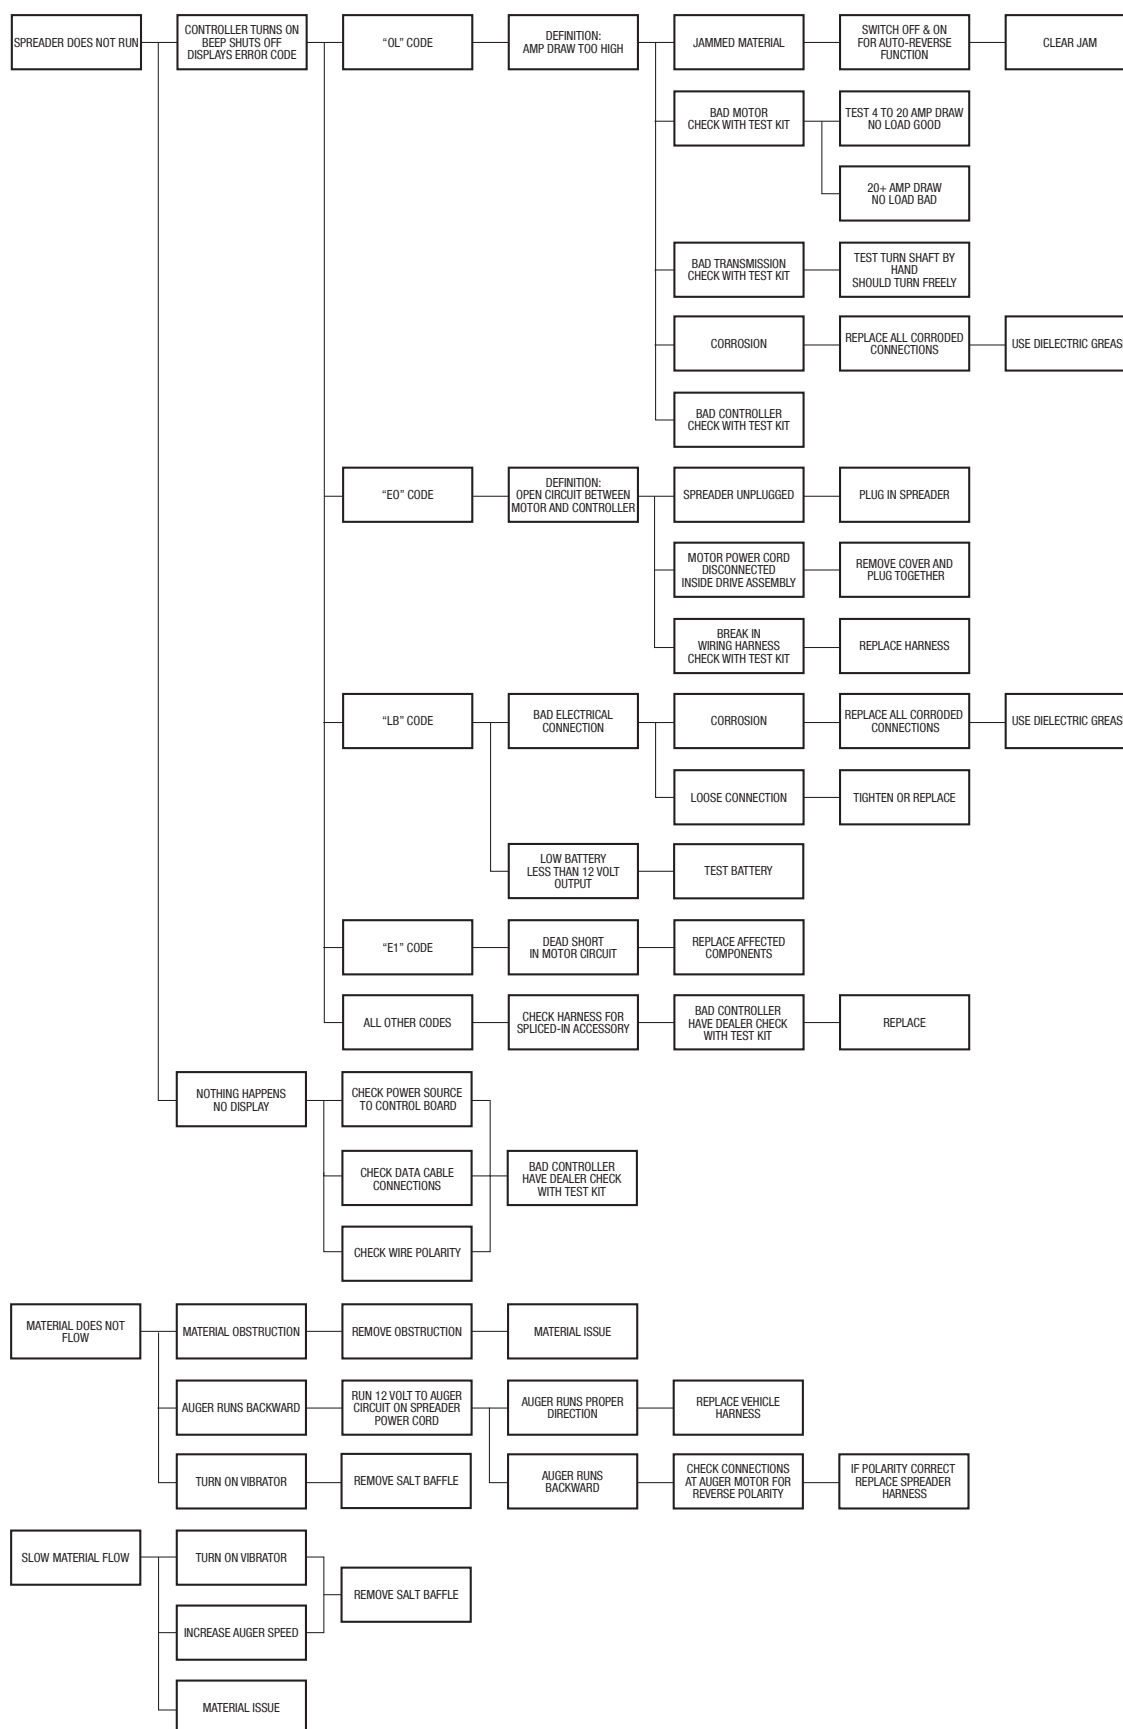 SPREADER DOES NOT RUN
CONTROLLER TURNS ON
BEEP SHUTS OFF
DISPLAYS ERROR CODE
“OL” CODE
DEFINITION:
AMP DRAW TOO HIGH
JAMMED MATERIAL
SWITCH OFF & ON
FOR AUTO-REVERSE
FUNCTION
CLEAR JAM
BAD MOTOR
CHECK WITH TEST KIT
TEST 4 TO 20 AMP DRAW
NO LOAD GOOD
20+ AMP DRAW
NO LOAD BAD
BAD TRANSMISSION
CHECK WITH TEST KIT
TEST TURN SHAFT BY
HAND
SHOULD TURN FREELY
CORROSION
REPLACE ALL CORRODED
CONNECTIONS
USE DIELECTRIC GREAS
BAD CONTROLLER
CHECK WITH TEST KIT
“EO” CODE
DEFINITION:
OPEN CIRCUIT BETWEEN
MOTOR AND CONTROLLER
SPREADER UNPLUGGED
PLUG IN SPREADER
MOTOR POWER CORD
DISCONNECTED
INSIDE DRIVE ASSEMBLY
REMOVE COVER AND
PLUG TOGETHER
BREAK IN
WIRING HARNESS
CHECK WITH TEST KIT
REPLACE HARNESS
“LB” CODE
BAD ELECTRICAL
CONNECTION
CORROSION
REPLACE ALL CORRODED
CONNECTIONS
USE DIELECTRIC GREAS
LOOSE CONNECTION
TIGHTEN OR REPLACE
LOW BATTERY
LESS THAN 12 VOLT
OUTPUT
TEST BATTERY
“E1” CODE
DEAD SHORT
IN MOTOR CIRCUIT
REPLACE AFFECTED
COMPONENTS
ALL OTHER CODES
CHECK HARNESS FOR
SPLICED-IN ACCESSORY
BAD CONTROLLER
HAVE DEALER CHECK
WITH TEST KIT
REPLACE
NOTHING HAPPENS
NO DISPLAY
CHECK POWER SOURCE
TO CONTROL BOARD
CHECK DATA CABLE
CONNECTIONS
BAD CONTROLLER
HAVE DEALER CHECK
WITH TEST KIT
CHECK WIRE POLARITY
MATERIAL DOES NOT
FLOW
MATERIAL OBSTRUCTION
REMOVE OBSTRUCTION
MATERIAL ISSUE
AUGER RUNS BACKWARD
RUN 12 VOLT TO AUGER
CIRCUIT ON SPREADER
POWER CORD
AUGER RUNS PROPER
DIRECTION
REPLACE VEHICLE
HARNESS
TURN ON VIBRATOR
REMOVE SALT BAFFLE
AUGER RUNS
BACKWARD
CHECK CONNECTIONS
AT AUGER MOTOR FOR
REVERSE POLARITY
IF POLARITY CORRECT
REPLACE SPREADER
HARNESS
SLOW MATERIAL FLOW
TURN ON VIBRATOR
REMOVE SALT BAFFLE
INCREASE AUGER SPEED
MATERIAL ISSUE